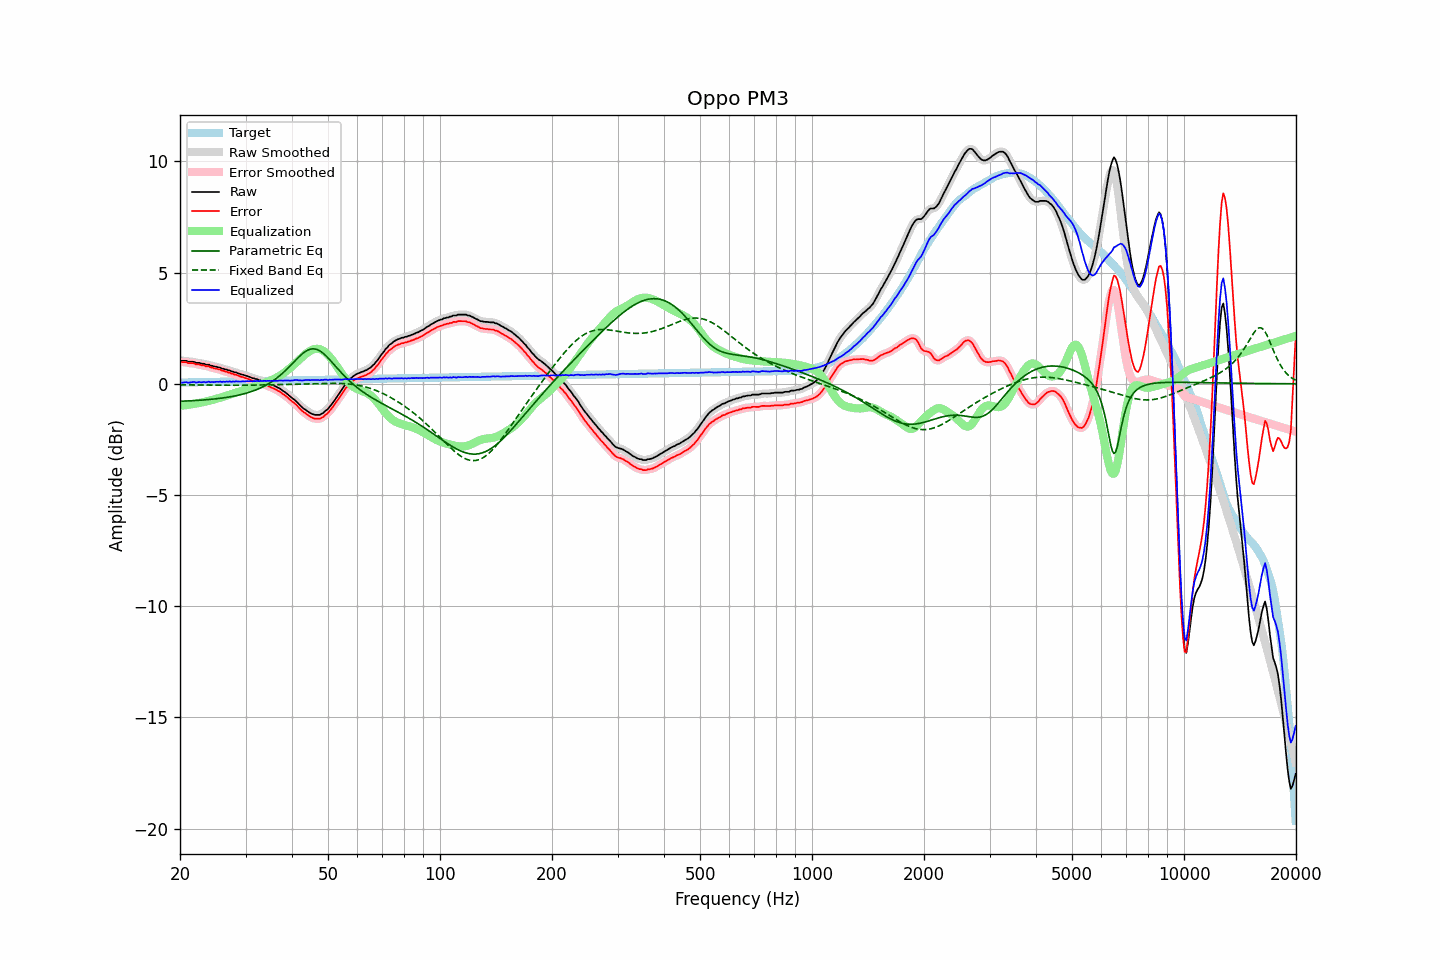 Oppo PM3
Target
Raw Smoothed
Error Smoothed
Raw
Error
Equalization
Parametric Eq
Fixed Band Eq
Equalized
10
5
0
−5
−10
−15
−20
Amplitude (dBr)
20 50 100 200 500 1000 2000 5000 10000 20000
Frequency (Hz)